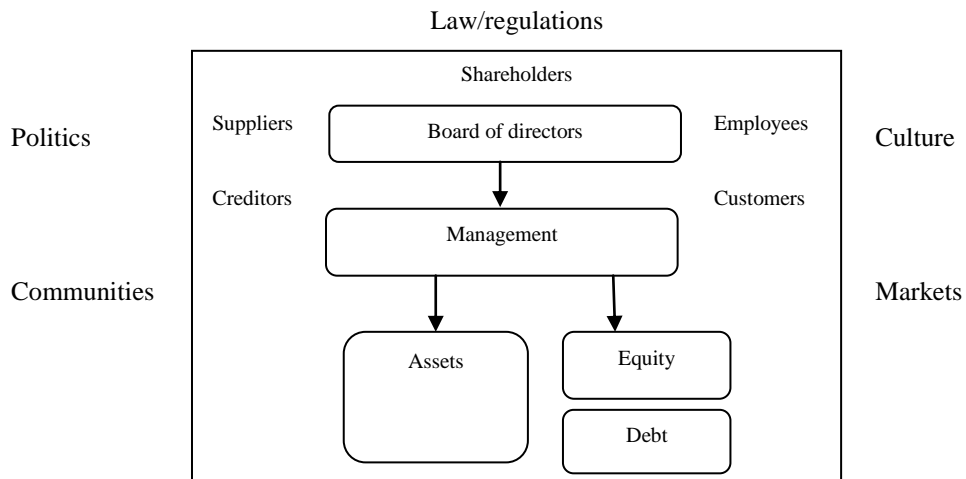 Law/regulations
Shareholders
Suppliers
Board of directors
Employees
Politics
Culture
Creditors
Customers
Management
Communities
Markets
Assets
Equity
Debt